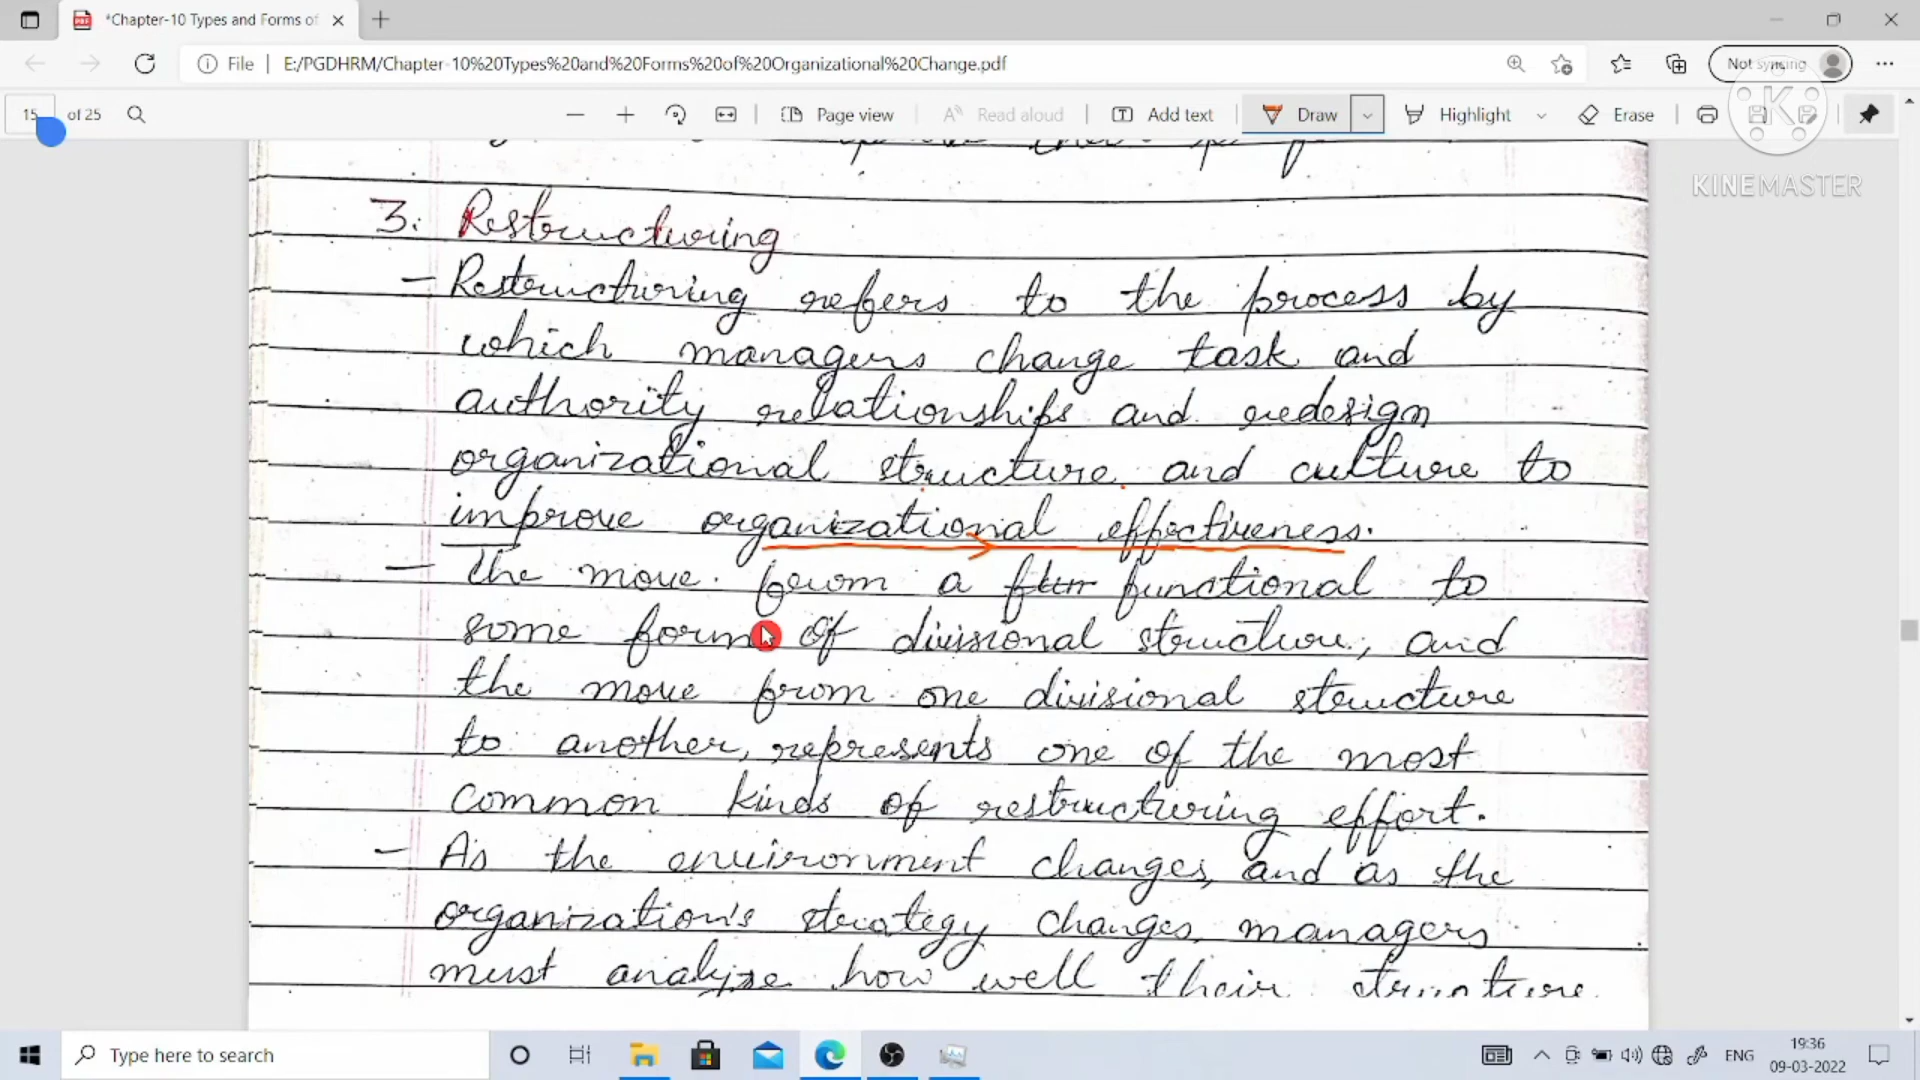 *Chapter-10 Types and Forms of
File E:/PGDHRM/Chapter-10%20Types%20and%20Forms%20of%20Organizational%20Change.pdf
Not syncing
15 of 25 Page view Read aloud Add text Draw Highlight Erase
K
KINEMASTER
3. Restructuring
- Restructuring refers to the process by
which managers change task and
authority relationships and redesign
organizational structure and culture to
improve organizational effectiveness.
- The move from a functional to
some form of divisional structure, and
the move from one divisional structure
to another, represents one of the most
common kinds of restructuring effort.
- As the environment changes, and as the
organization's strategy changes, managers
must analyze how well their structure
Type here to search
ENG
19:36
09-03-2022